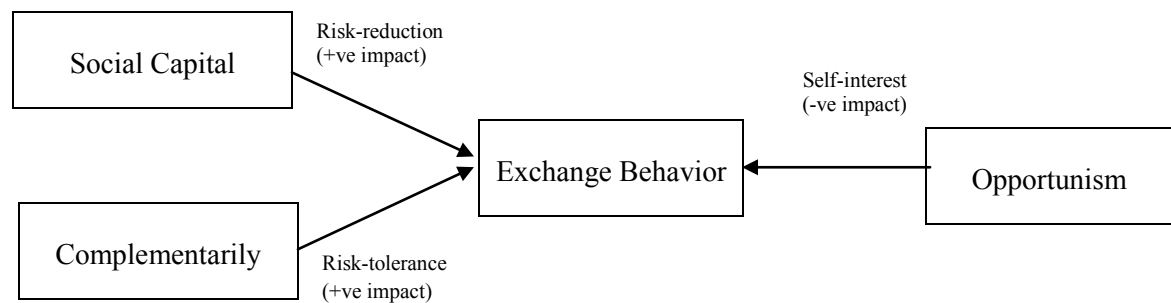 Social Capital
Risk-reduction
(+ve impact)
Self-interest
(-ve impact)
Exchange Behavior
Opportunism
Complementarily
Risk-tolerance
(+ve impact)